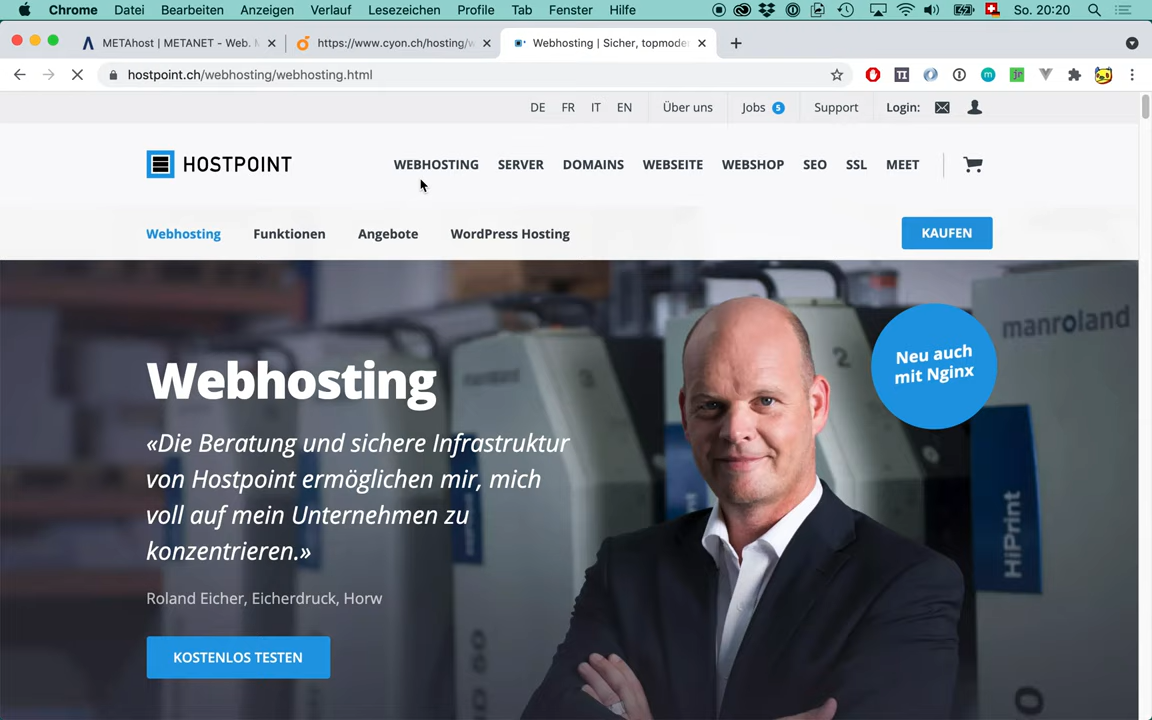 Chrome Datei Bearbeiten Anzeigen Verlauf Lesezeichen Profile Tab Fenster Hilfe So. 20:20
METAhost | METANET - Web.
https://www.cyon.ch/hosting/w
Webhosting | Sicher, topmode
hostpoint.ch/webhosting/webhosting.html
DE FR IT EN Über uns Jobs 5 Support Login:
HOSTPOINT
WEBHOSTING SERVER DOMAINS WEBSEITE WEBSHOP SEO SSL MEET
Webhosting Funktionen Angebote WordPress Hosting KAUFEN
manroland
Neu auch
mit Nginx
Webhosting
«Die Beratung und sichere Infrastruktur
von Hostpoint ermöglichen mir, mich
voll auf mein Unternehmen zu
konzentrieren.»
Roland Eicher, Eicherdruck, Horw
KOSTENLOS TESTEN
HiPrint